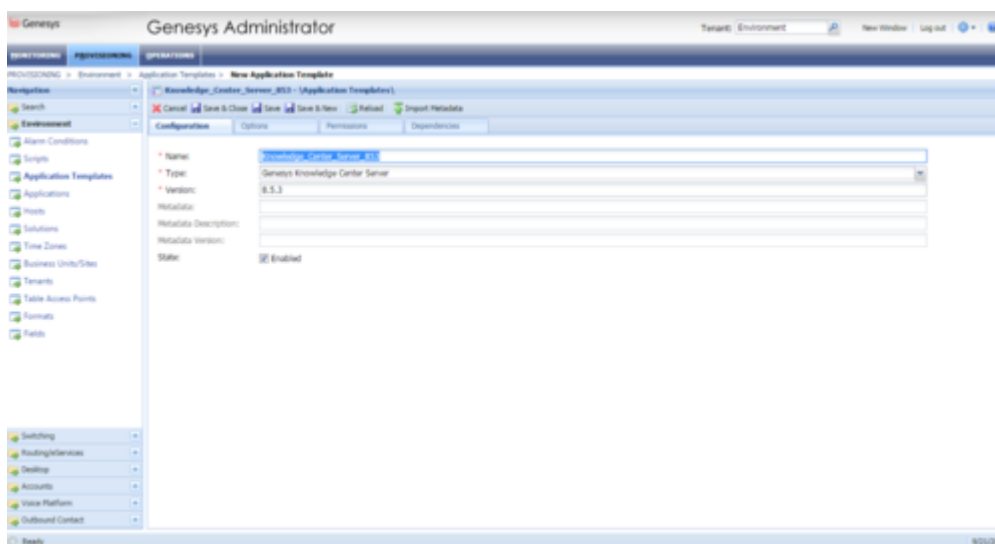 Genesys
Genesys Administrator
Tenant: Environment
New Window
Log out
MONITORING
PROVISIONING
OPERATIONS
PROVISIONING > Environment > Application Templates > New Application Template
Navigation
Search
Environment
Alarm Conditions
Scripts
Application Templates
Applications
Hosts
Solutions
Time Zones
Business Units/Sites
Tenants
Table Access Points
Formats
Fields
Switching
Routing/eServices
Desktop
Accounts
Voice Platform
Outbound Contact
Knowledge_Center_Server_853 - \Application Templates\
Cancel
Save & Close
Save
Save & New
Reload
Import Metadata
Configuration
Options
Permissions
Dependencies
* Name: Knowledge_Center_Server_853
* Type: Genesys Knowledge Center Server
* Version: 8.5.3
Metadata:
Metadata Description:
Metadata Version:
State: Enabled
Ready